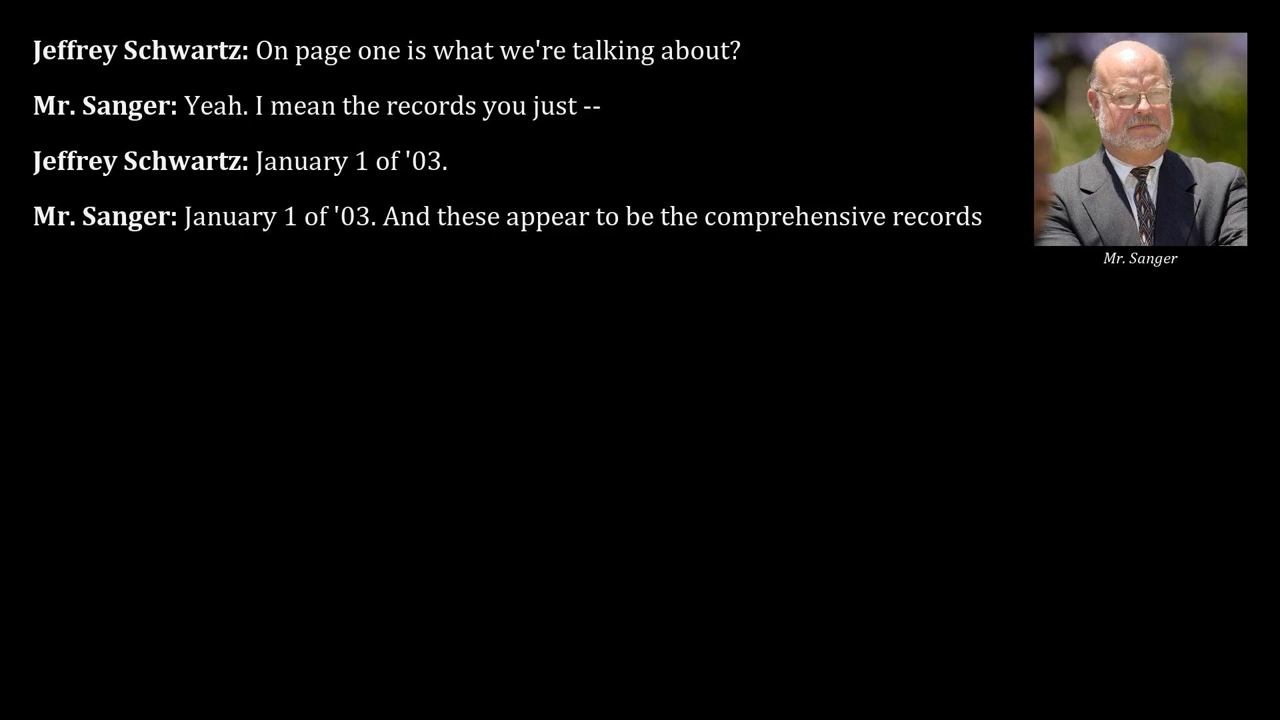 Jeffrey Schwartz: On page one is what we're talking about?
Mr. Sanger: Yeah. I mean the records you just --
Jeffrey Schwartz: January 1 of '03.
Mr. Sanger: January 1 of '03. And these appear to be the comprehensive records
Mr. Sanger